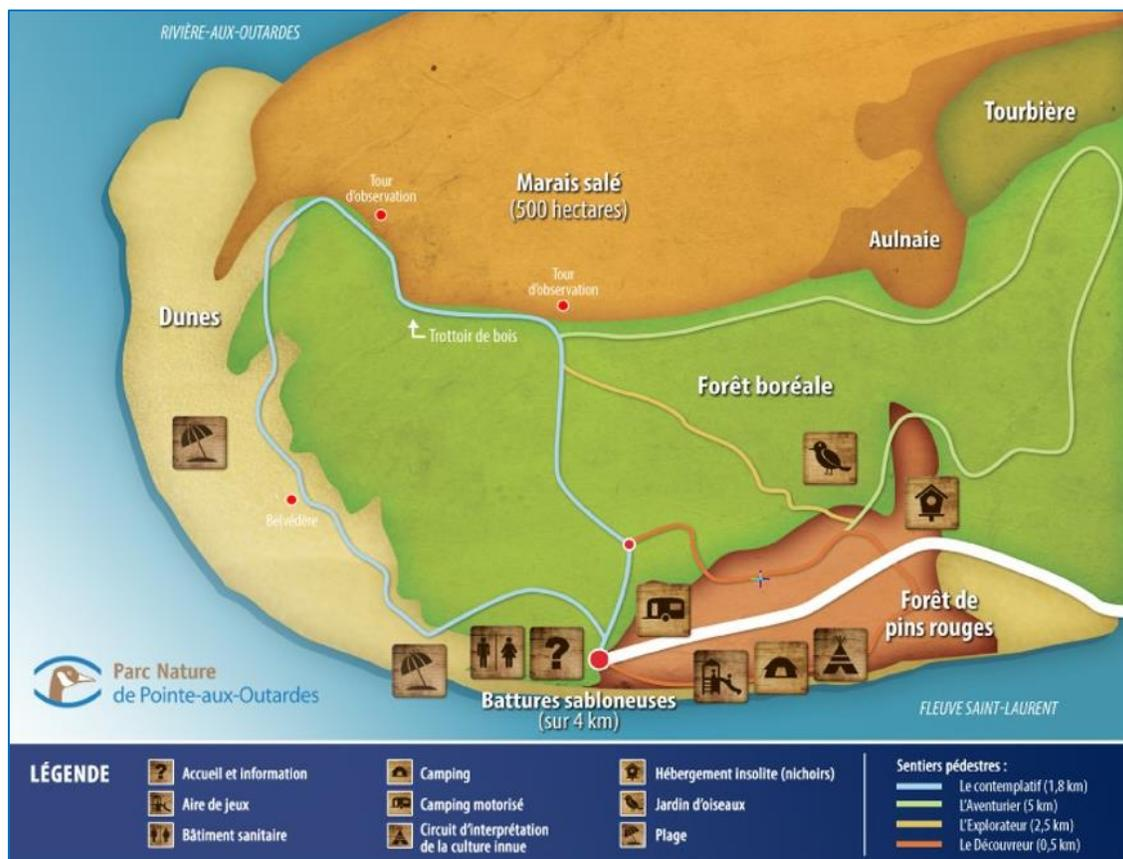 RIVIÈRE-AUX-OUTARDES
Tourbière
Tour
d'observation
Marais salé
(500 hectares)
Aulnaie
Tour
d'observation
Dunes
Trottoir de bois
Forêt boréale
Belvédère
Forêt de
pins rouges
Parc Nature
de Pointe-aux-Outardes
?
Battures sabloneuses
(sur 4 km)
FLEUVE SAINT-LAURENT
LÉGENDE
? Accueil et information
Aire de jeux
Bâtiment sanitaire
Camping
Camping motorisé
Circuit d'interprétation
de la culture innue
Hébergement insolite (nichoirs)
Jardin d'oiseaux
Plage
Sentiers pédestres :
Le contemplatif (1,8 km)
L'Aventurier (5 km)
L'Explorateur (2,5 km)
Le Découvreur (0,5 km)